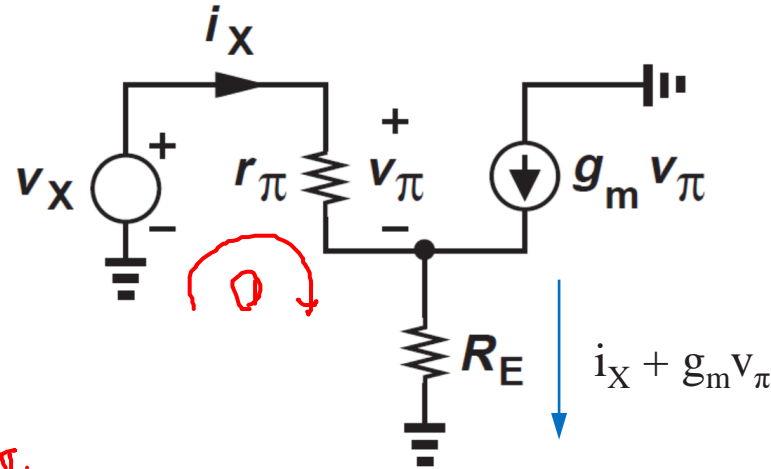 i_X
+
v_X
−
r_π
+
v_π
−
g_m v_π
R_E
i_X + g_m v_π
π.